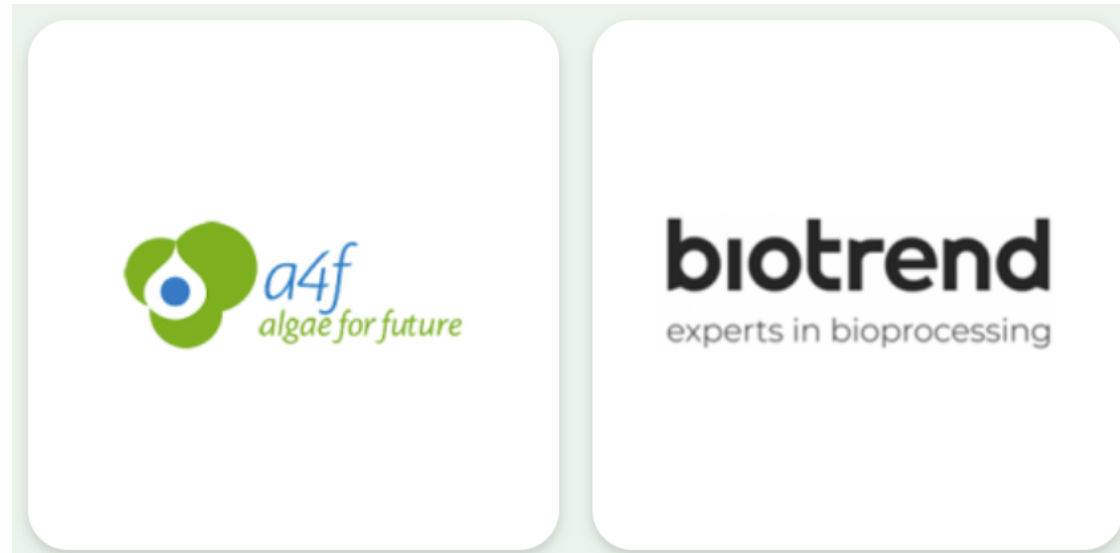 a4f
algae for future
biotrend
experts in bioprocessing